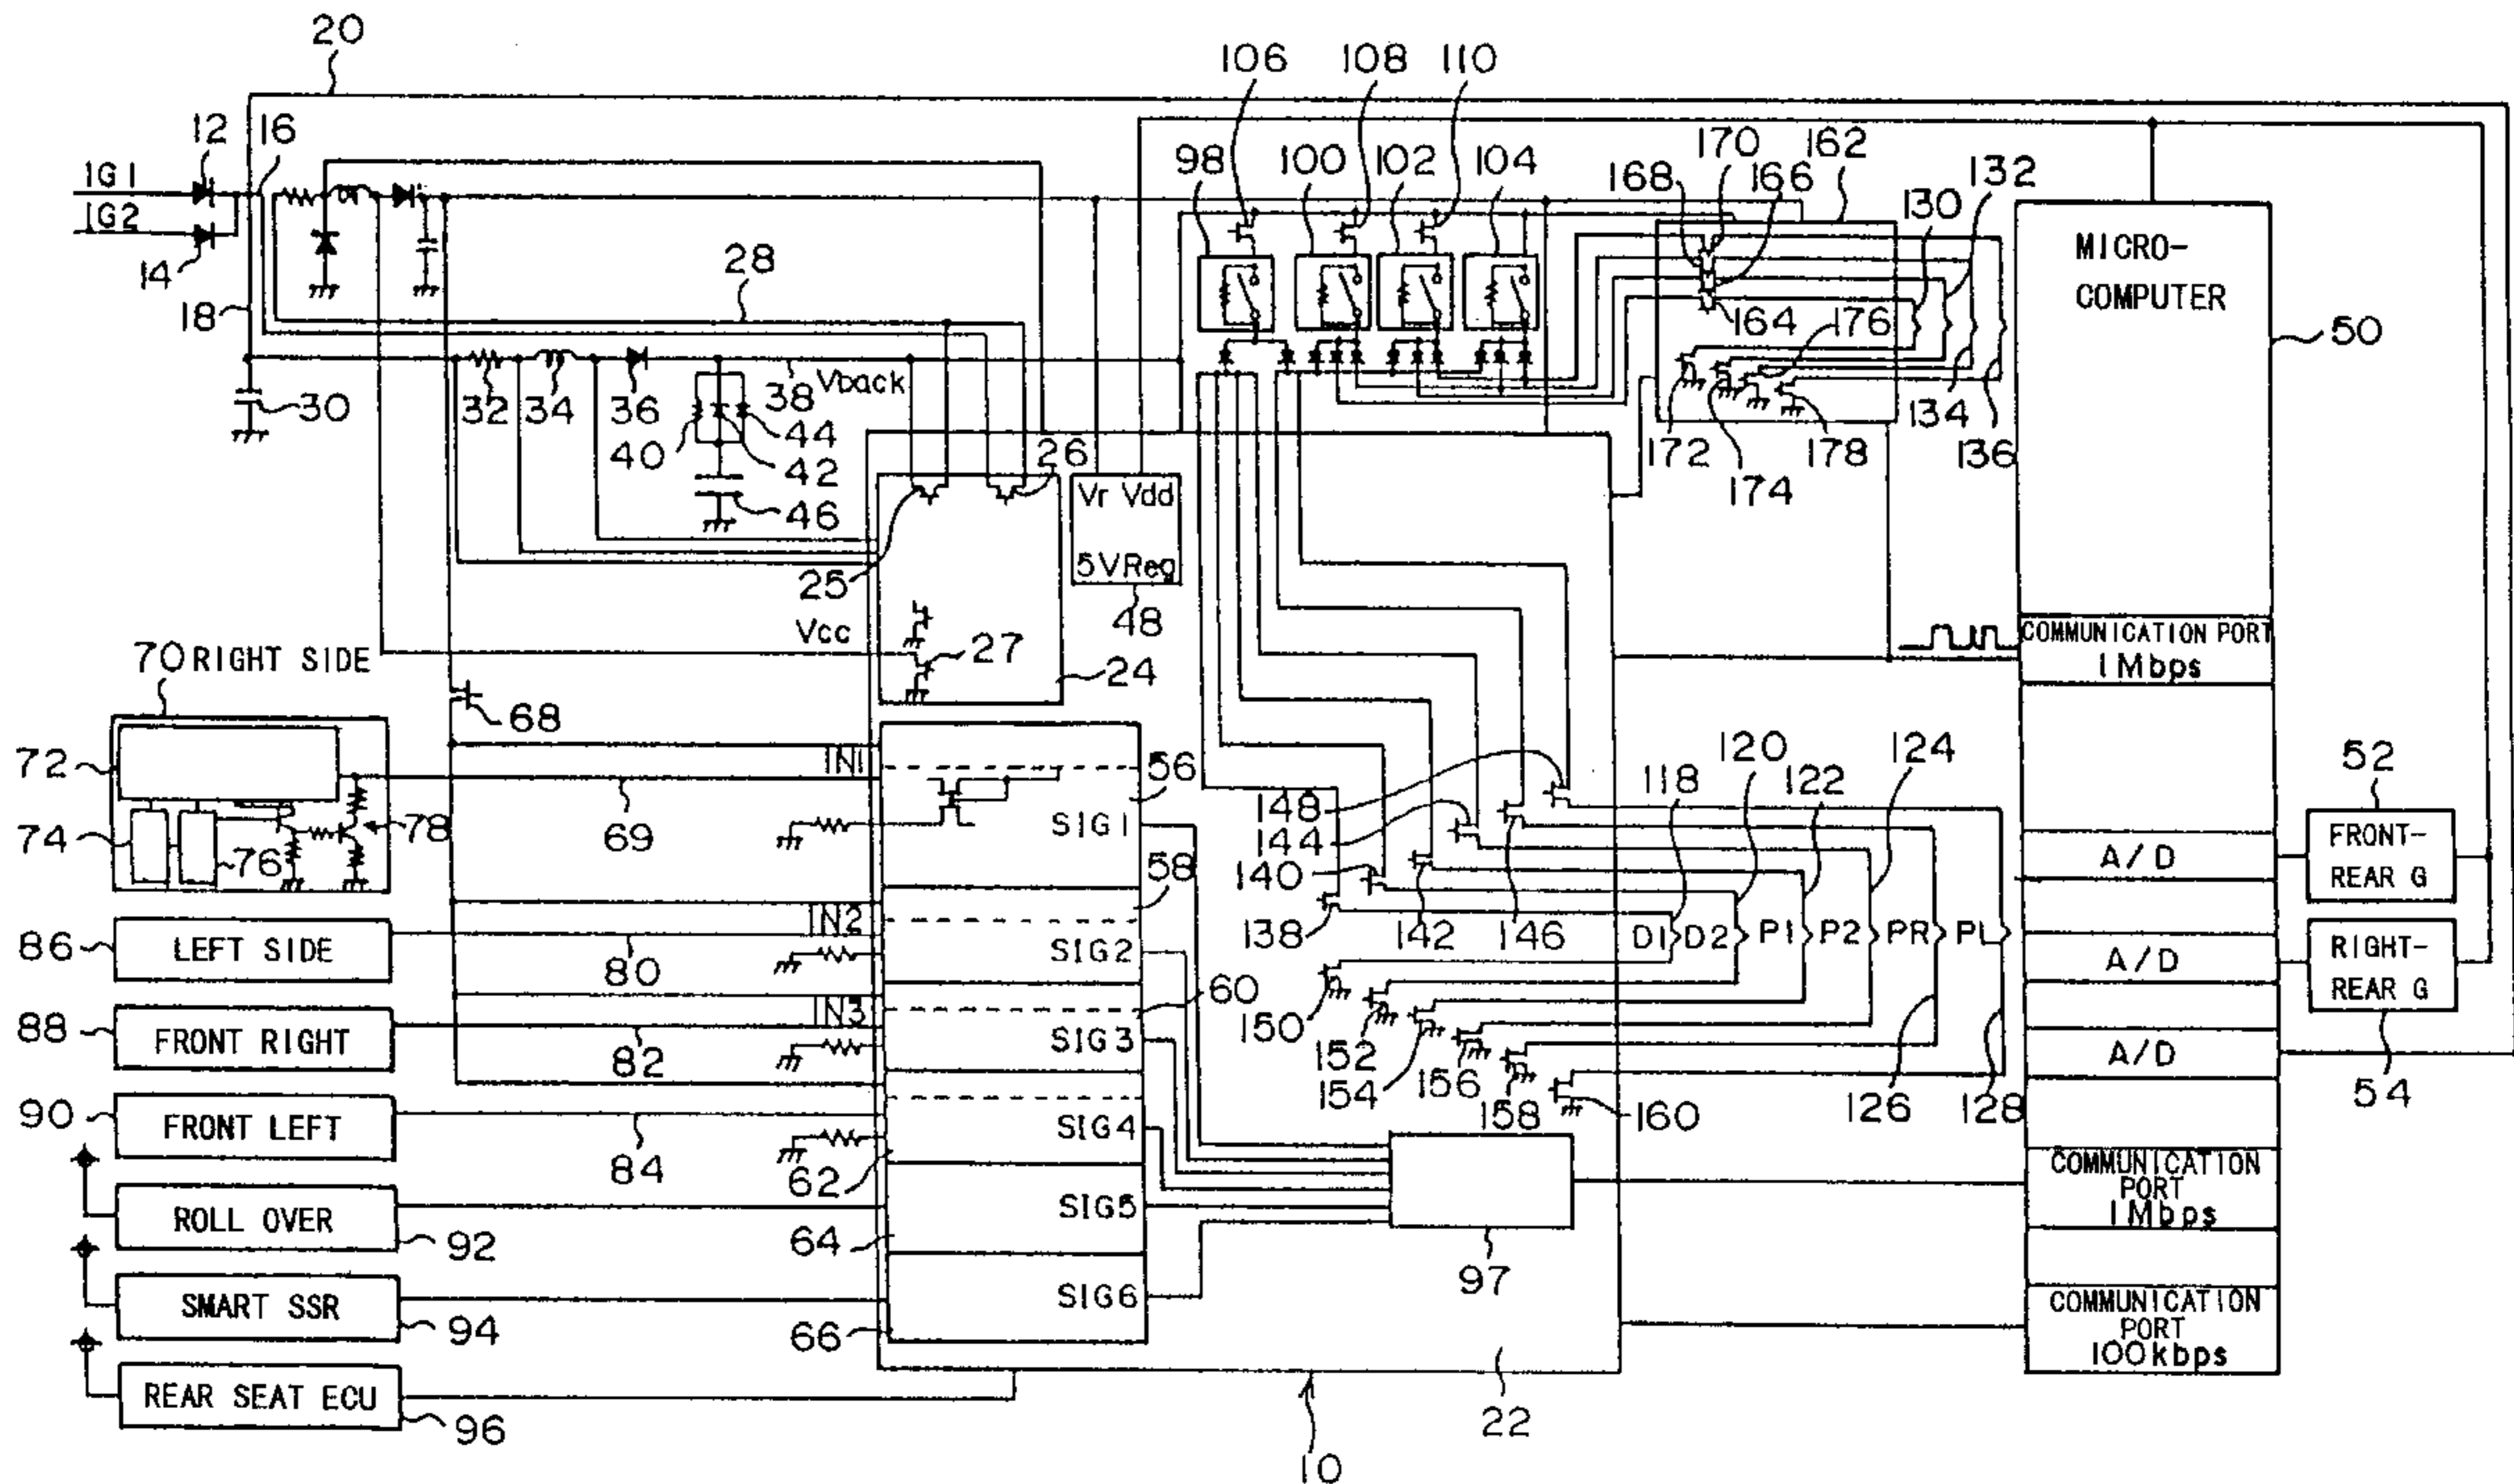 20
106
108
110
12
16
IG1
IG2
14
18
28
98
100
102
104
170
162
168
166
132
130
164
176
134
136
172
174
178
MICRO-
COMPUTER
50
30
32
34
36
38
Vback
40
42
44
46
26
25
Vr Vdd
5VReg
48
Vcc
27
24
COMMUNICATION PORT
1Mbps
70 RIGHT SIDE
68
72
74
76
78
69
IN1
56
SIG1
58
IN2
SIG2
80
86
LEFT SIDE
60
IN3
SIG3
82
88
FRONT RIGHT
90
FRONT LEFT
84
SIG4
62
ROLL OVER
92
SIG5
64
SMART SSR
94
SIG6
66
REAR SEAT ECU
96
148
144
140
138
142
146
118
120
122
124
D1
D2
P1
P2
PR
PL
150
152
154
156
158
160
126
128
97
22
10
A/D
52
FRONT-
REAR G
A/D
RIGHT-
REAR G
54
A/D
COMMUNICATION
PORT
1Mbps
COMMUNICATION
PORT
100kbps